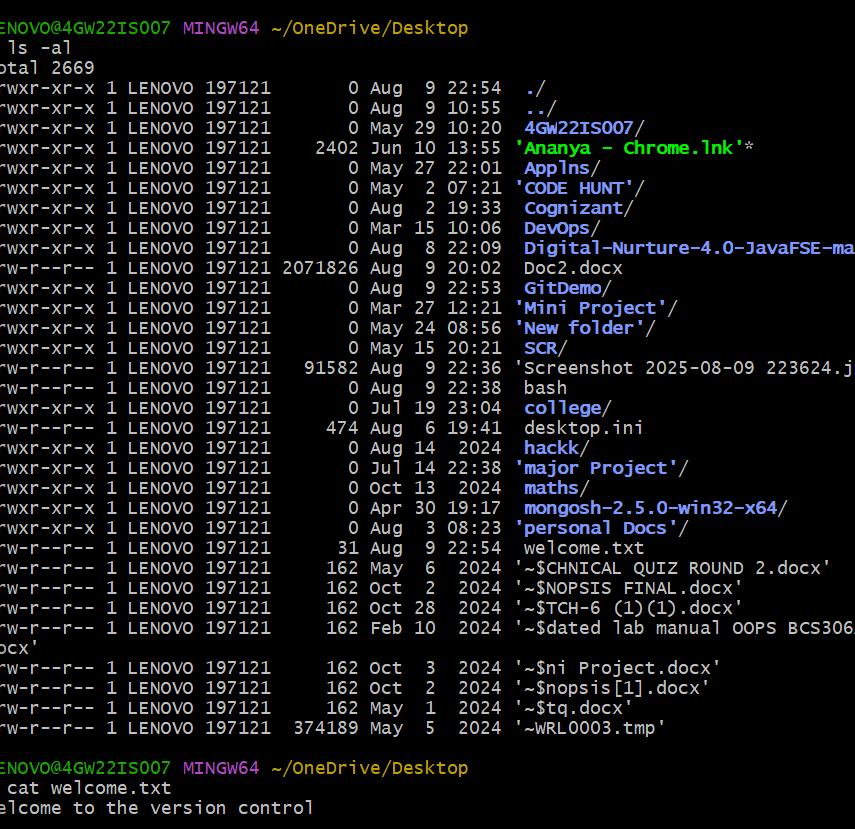 ENOVO@4GW22IS007 MINGW64 ~/OneDrive/Desktop
ls -al
otal 2669
rwxr-xr-x 1 LENOVO 197121 0 Aug 9 22:54 ./
rwxr-xr-x 1 LENOVO 197121 0 Aug 9 10:55 ../
rwxr-xr-x 1 LENOVO 197121 0 May 29 10:20 4GW22IS007/
rwxr-xr-x 1 LENOVO 197121 2402 Jun 10 13:55 'Ananya - Chrome.lnk'*
rwxr-xr-x 1 LENOVO 197121 0 May 27 22:01 Applns/
rwxr-xr-x 1 LENOVO 197121 0 May 2 07:21 'CODE HUNT'/
rwxr-xr-x 1 LENOVO 197121 0 Aug 2 19:33 Cognizant/
rwxr-xr-x 1 LENOVO 197121 0 Mar 15 10:06 DevOps/
rwxr-xr-x 1 LENOVO 197121 0 Aug 8 22:09 Digital-Nurture-4.0-JavaFSE-ma
rw-r--r-- 1 LENOVO 197121 2071826 Aug 9 20:02 Doc2.docx
rwxr-xr-x 1 LENOVO 197121 0 Aug 9 22:53 GitDemo/
rwxr-xr-x 1 LENOVO 197121 0 Mar 27 12:21 'Mini Project'/
rwxr-xr-x 1 LENOVO 197121 0 May 24 08:56 'New folder'/
rwxr-xr-x 1 LENOVO 197121 0 May 15 20:21 SCR/
rw-r--r-- 1 LENOVO 197121 91582 Aug 9 22:36 'Screenshot 2025-08-09 223624.j
rw-r--r-- 1 LENOVO 197121 0 Aug 9 22:38 bash
rwxr-xr-x 1 LENOVO 197121 0 Jul 19 23:04 college/
rw-r--r-- 1 LENOVO 197121 474 Aug 6 19:41 desktop.ini
rwxr-xr-x 1 LENOVO 197121 0 Aug 14 2024 hackk/
rwxr-xr-x 1 LENOVO 197121 0 Jul 14 22:38 'major Project'/
rwxr-xr-x 1 LENOVO 197121 0 Oct 13 2024 maths/
rwxr-xr-x 1 LENOVO 197121 0 Apr 30 19:17 mongosh-2.5.0-win32-x64/
rwxr-xr-x 1 LENOVO 197121 0 Aug 3 08:23 'personal Docs'/
rw-r--r-- 1 LENOVO 197121 31 Aug 9 22:54 welcome.txt
rw-r--r-- 1 LENOVO 197121 162 May 6 2024 '~$CHNICAL QUIZ ROUND 2.docx'
rw-r--r-- 1 LENOVO 197121 162 Oct 2 2024 '~$NOPSIS FINAL.docx'
rw-r--r-- 1 LENOVO 197121 162 Oct 28 2024 '~$TCH-6 (1)(1).docx'
rw-r--r-- 1 LENOVO 197121 162 Feb 10 2024 '~$dated lab manual OOPS BCS306
ocx'
rw-r--r-- 1 LENOVO 197121 162 Oct 3 2024 '~$ni Project.docx'
rw-r--r-- 1 LENOVO 197121 162 Oct 2 2024 '~$nopsis[1].docx'
rw-r--r-- 1 LENOVO 197121 162 May 1 2024 '~$tq.docx'
rw-r--r-- 1 LENOVO 197121 374189 May 5 2024 '~WRL0003.tmp'
ENOVO@4GW22IS007 MINGW64 ~/OneDrive/Desktop
cat welcome.txt
elcome to the version control